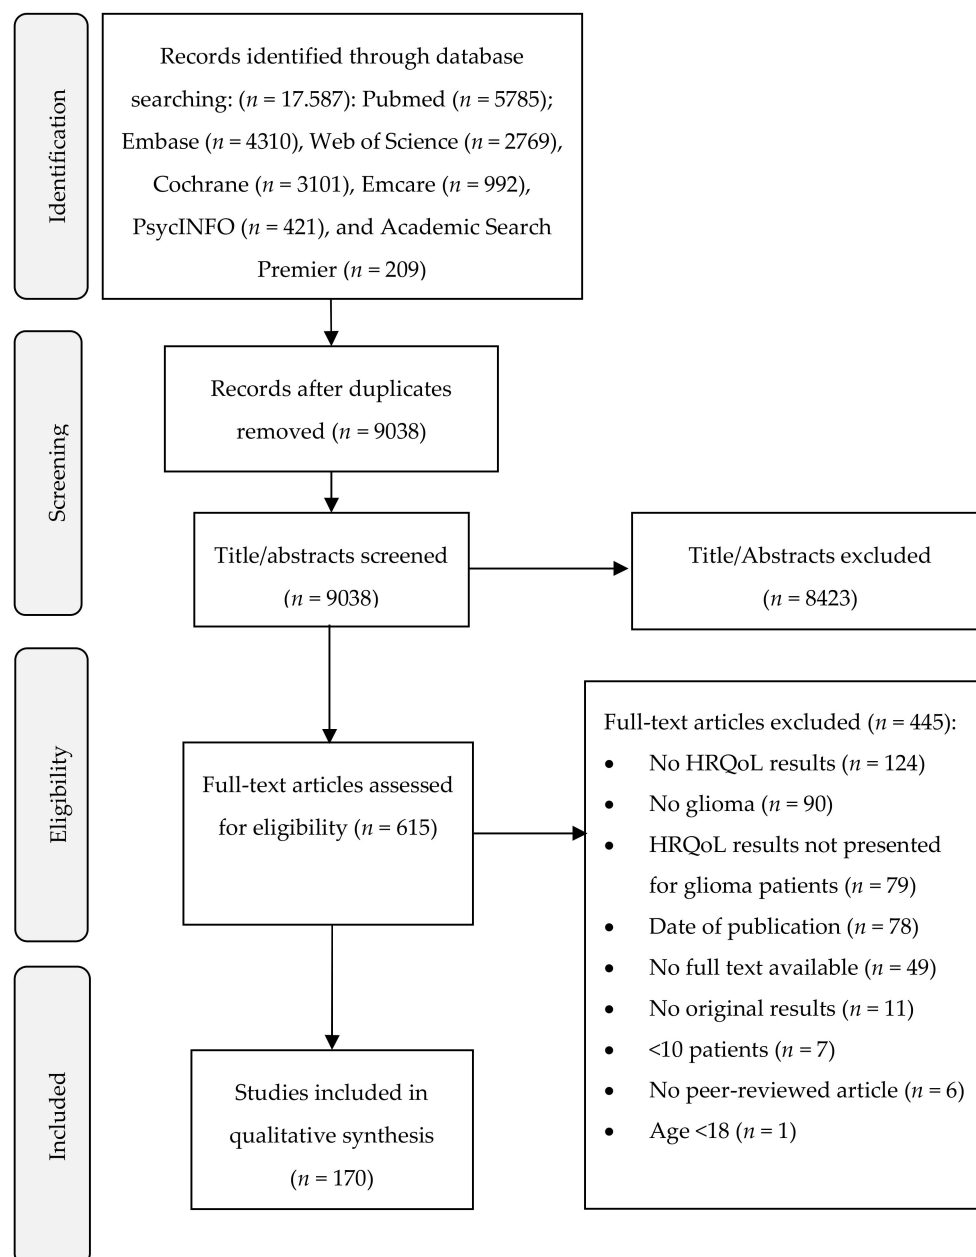 Identification
Records identified through database
searching: (n = 17.587): Pubmed (n = 5785);
Embase (n = 4310), Web of Science (n = 2769),
Cochrane (n = 3101), Emcare (n = 992),
PsycINFO (n = 421), and Academic Search
Premier (n = 209)
Screening
Records after duplicates
removed (n = 9038)
Title/abstracts screened
(n = 9038)
Title/Abstracts excluded
(n = 8423)
Eligibility
Full-text articles assessed
for eligibility (n = 615)
Full-text articles excluded (n = 445):
• No HRQoL results (n = 124)
• No glioma (n = 90)
• HRQoL results not presented
for glioma patients (n = 79)
• Date of publication (n = 78)
• No full text available (n = 49)
• No original results (n = 11)
• <10 patients (n = 7)
• No peer-reviewed article (n = 6)
• Age <18 (n = 1)
Included
Studies included in
qualitative synthesis
(n = 170)